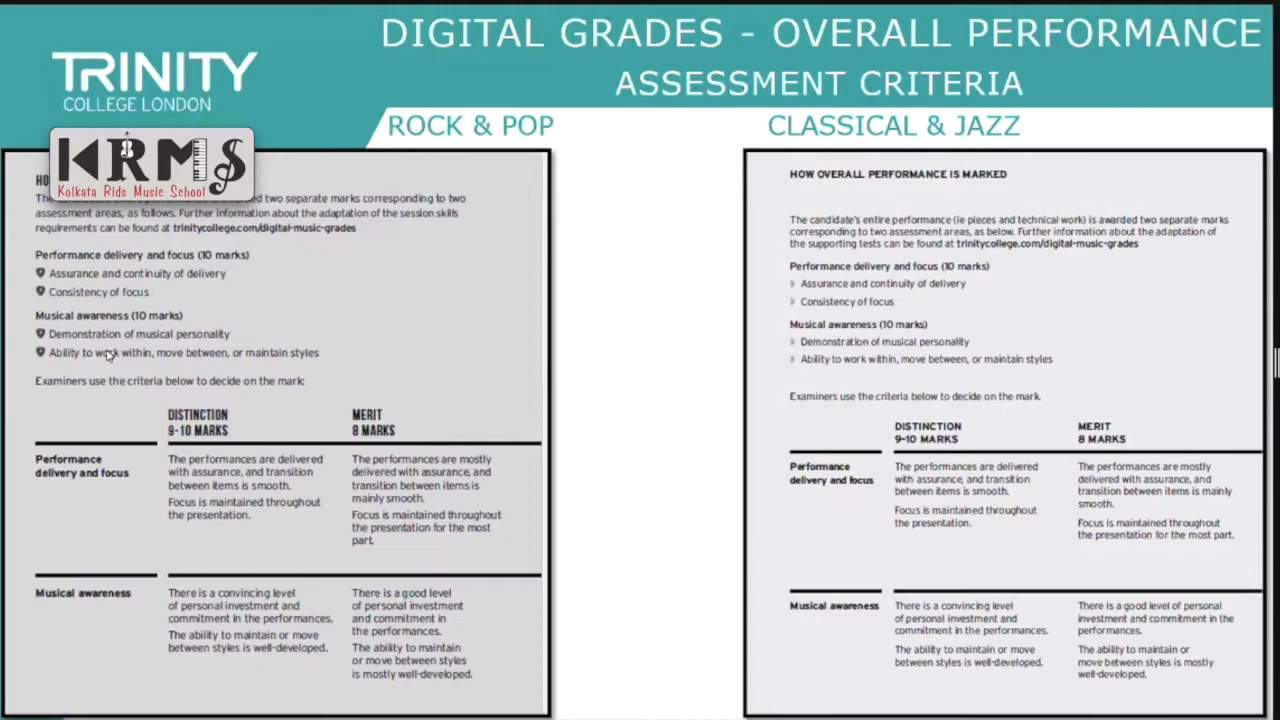 DIGITAL GRADES - OVERALL PERFORMANCE
ASSESSMENT CRITERIA
TRINITY
COLLEGE LONDON
KRMS
Kolkata Rids Music School
ROCK & POP
HO
two separate marks corresponding to two
assessment areas, as follows. Further information about the adaptation of the session skills
requirements can be found at trinitycollege.com/digital-music-grades
Performance delivery and focus (10 marks)
Assurance and continuity of delivery
Consistency of focus
Musical awareness (10 marks)
Demonstration of musical personality
Ability to work within, move between, or maintain styles
Examiners use the criteria below to decide on the mark:
DISTINCTION
9-10 MARKS
MERIT
8 MARKS
Performance
delivery and focus
The performances are delivered
with assurance, and transition
between items is smooth.
Focus is maintained throughout
the presentation.
The performances are mostly
delivered with assurance, and
transition between items is
mainly smooth.
Focus is maintained throughout
the presentation for the most
part.
Musical awareness
There is a convincing level
of personal investment and
commitment in the performances.
The ability to maintain or move
between styles is well-developed.
There is a good level
of personal investment
and commitment in
the performances.
The ability to maintain
or move between styles
is mostly well-developed.
CLASSICAL & JAZZ
HOW OVERALL PERFORMANCE IS MARKED
The candidate's entire performance (ie pieces and technical work) is awarded two separate marks
corresponding to two assessment areas, as below. Further information about the adaptation of
the supporting tests can be found at trinitycollege.com/digital-music-grades
Performance delivery and focus (10 marks)
Assurance and continuity of delivery
Consistency of focus
Musical awareness (10 marks)
Demonstration of musical personality
Ability to work within, move between, or maintain styles
Examiners use the criteria below to decide on the mark.
DISTINCTION
9-10 MARKS
MERIT
8 MARKS
Performance
delivery and focus
The performances are delivered
with assurance, and transition
between items is smooth.
Focus is maintained throughout
the presentation.
The performances are mostly
delivered with assurance, and
transition between items is mainly
smooth.
Focus is maintained throughout
the presentation for the most part.
Musical awareness
There is a convincing level
of personal investment and
commitment in the performances.
The ability to maintain or move
between styles is well-developed.
There is a good level of personal
investment and commitment in the
performances.
The ability to maintain or
move between styles is mostly
well-developed.